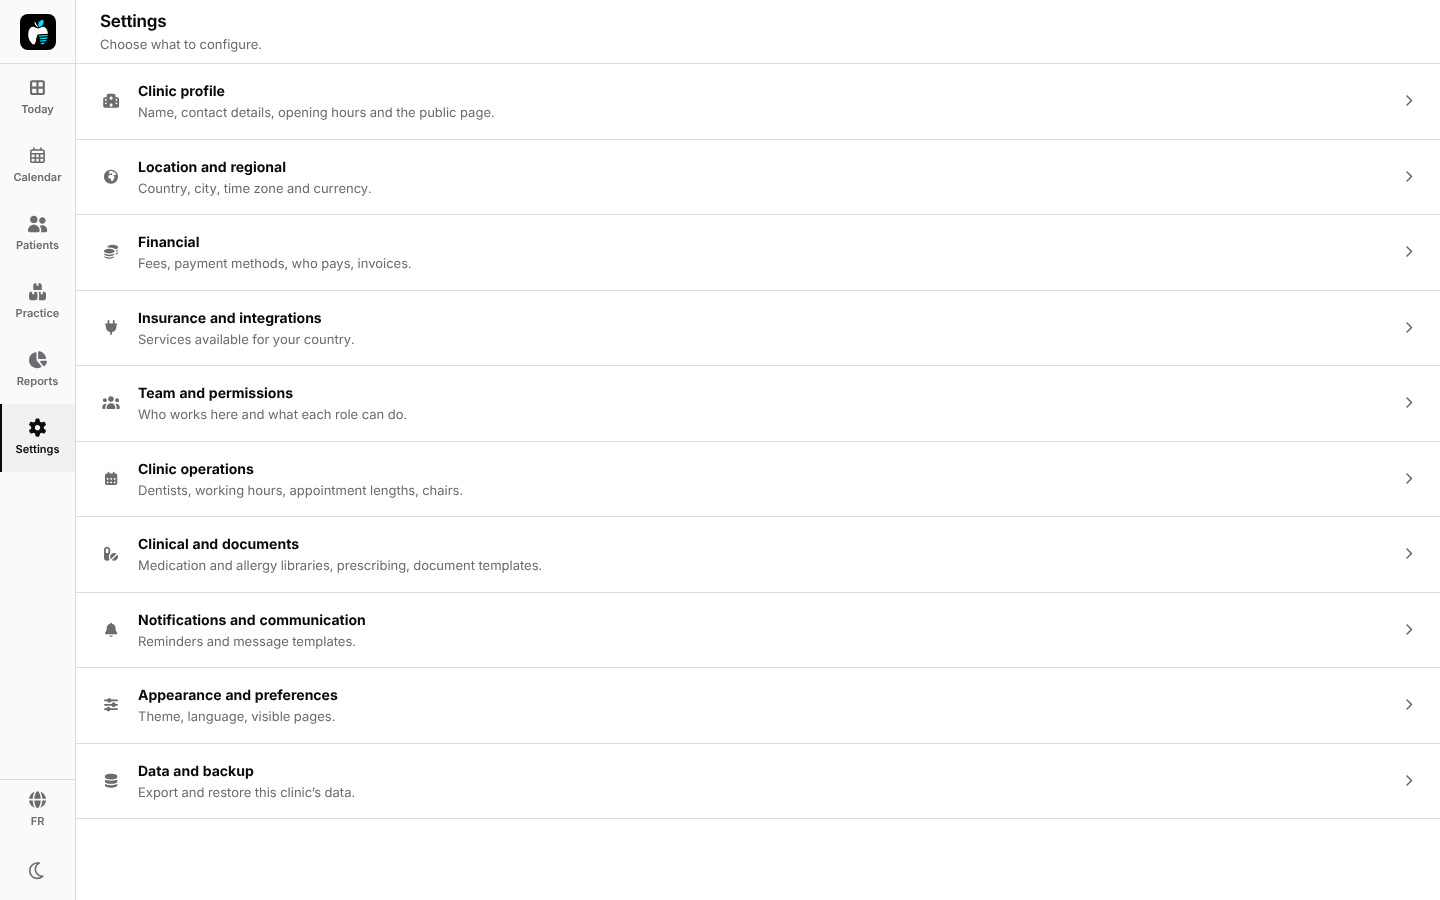 Settings
Choose what to configure.
Today
Calendar
Patients
Practice
Reports
Settings
FR
Clinic profile
Name, contact details, opening hours and the public page.
Location and regional
Country, city, time zone and currency.
Financial
Fees, payment methods, who pays, invoices.
Insurance and integrations
Services available for your country.
Team and permissions
Who works here and what each role can do.
Clinic operations
Dentists, working hours, appointment lengths, chairs.
Clinical and documents
Medication and allergy libraries, prescribing, document templates.
Notifications and communication
Reminders and message templates.
Appearance and preferences
Theme, language, visible pages.
Data and backup
Export and restore this clinic’s data.